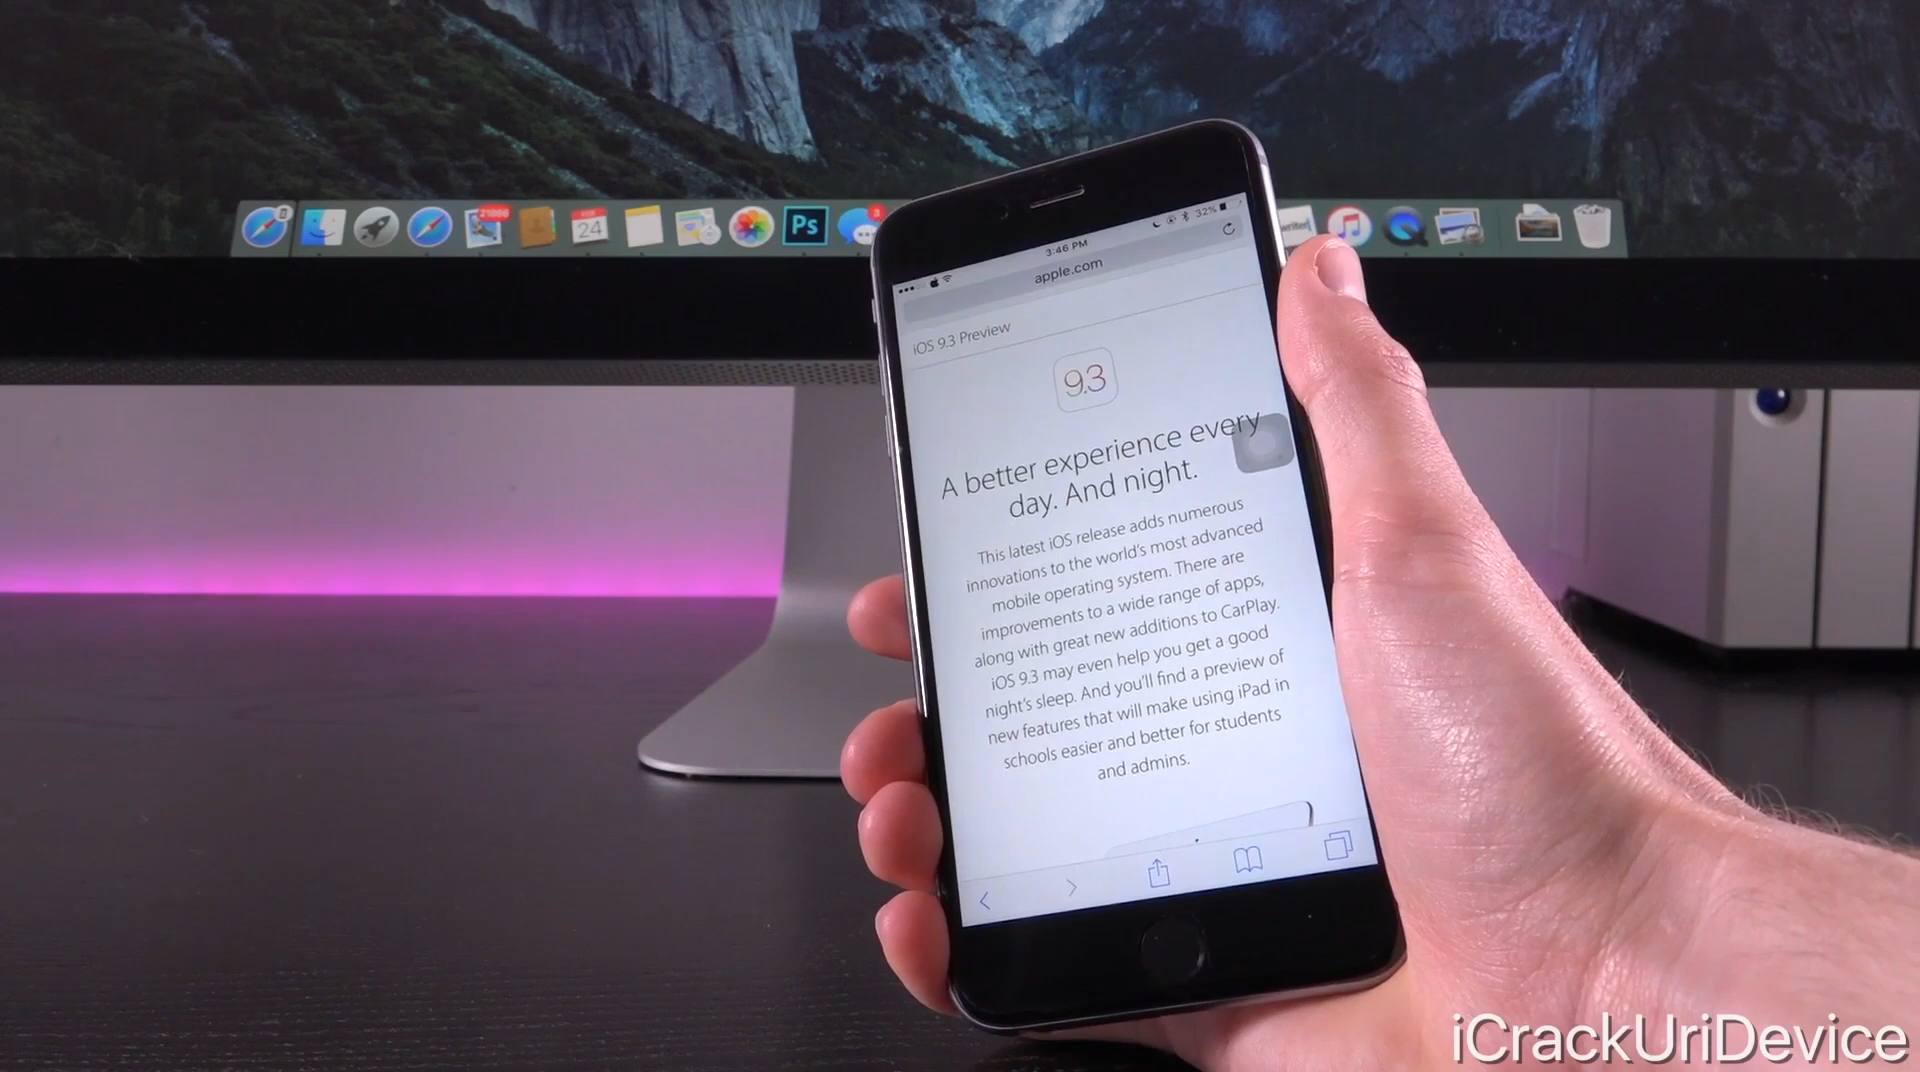 21086
24
Ps
3
32%
3:46 PM
apple.com
iOS 9.3 Preview
9.3
A better experience every
day. And night.
This latest iOS release adds numerous
innovations to the world's most advanced
mobile operating system. There are
improvements to a wide range of apps,
along with great new additions to CarPlay.
iOS 9.3 may even help you get a good
night's sleep. And you'll find a preview of
new features that will make using iPad in
schools easier and better for students
and admins.
iCrackUriDevice